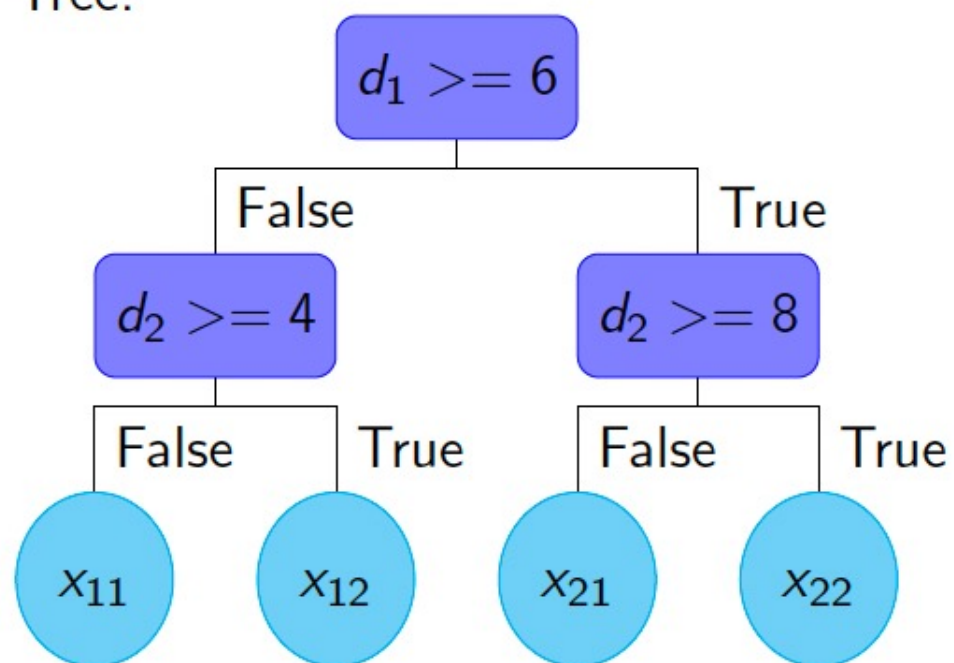 Tree:
d₁ >= 6
False True
d₂ >= 4 d₂ >= 8
False True False True
x₁₁ x₁₂ x₂₁ x₂₂